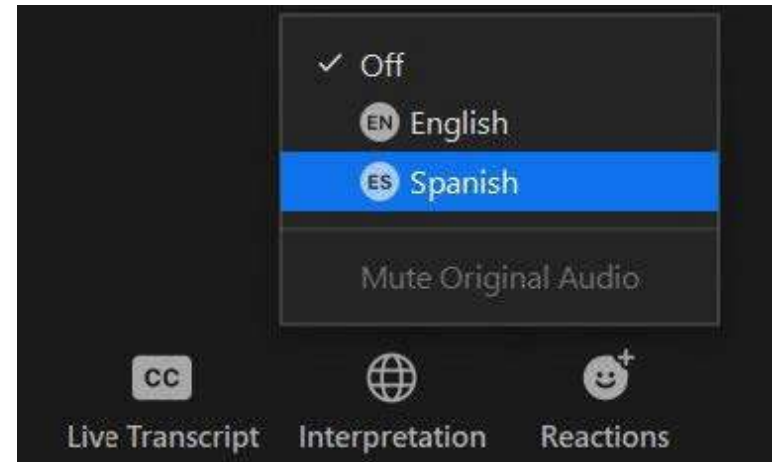 Off
EN English
ES Spanish
Mute Original Audio
CC
Live Transcript Interpretation Reactions